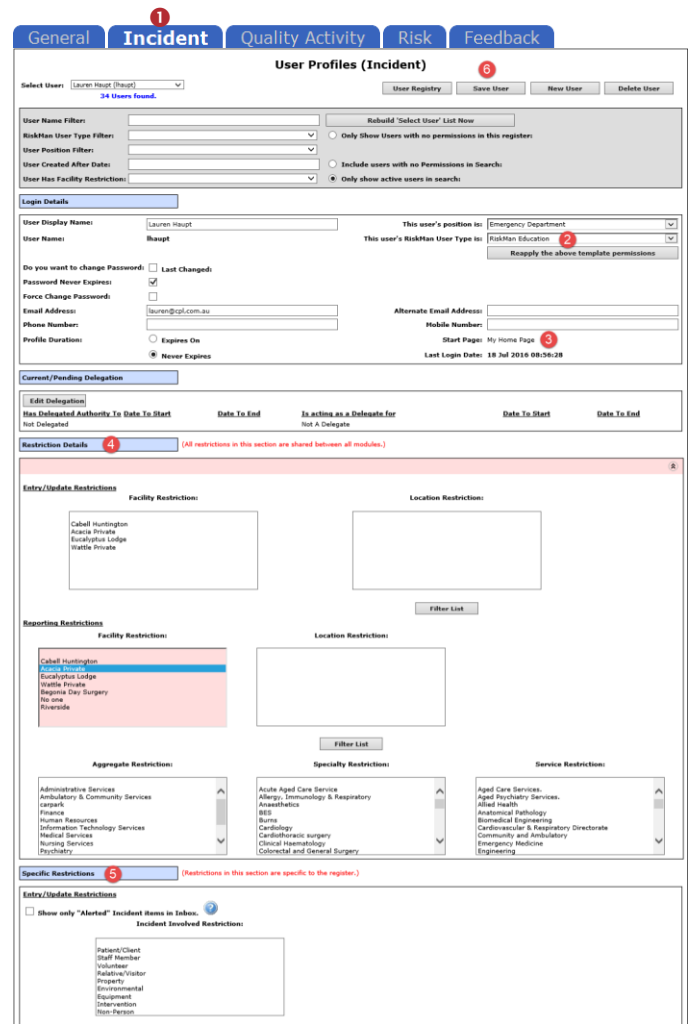 1
General Incident Quality Activity Risk Feedback
User Profiles (Incident)
6
Select User: Lauren Haupt (lhaupt)
User Registry Save User New User Delete User
34 Users found.
User Name Filter: Rebuild 'Select User' List Now
RiskMan User Type Filter: Only Show Users with no permissions in this register:
User Position Filter:
User Created After Date: Include users with no Permissions in Search:
User Has Facility Restriction: Only show active users in search:
Login Details
User Display Name: Lauren Haupt This user's position is: Emergency Department
User Name: lhaupt This user's RiskMan User Type is: RiskMan Education 2
Reapply the above template permissions
Do you want to change Password: Last Changed:
Password Never Expires:
Force Change Password:
Email Address: lauren@cpl.com.au Alternate Email Address:
Phone Number: Mobile Number:
Profile Duration: Expires On Start Page: My Home Page 3
Never Expires Last Login Date: 18 Jul 2016 08:56:28
Current/Pending Delegation
Edit Delegation
Has Delegated Authority To Date To Start Date To End Is acting as a Delegate for Date To Start Date To End
Not Delegated Not A Delegate
Restriction Details 4 (All restrictions in this section are shared between all modules.)
Entry/Update Restrictions
Facility Restriction: Location Restriction:
Cabell Huntington
Acacia Private
Eucalyptus Lodge
Wattle Private
Filter List
Reporting Restrictions
Facility Restriction: Location Restriction:
Cabell Huntington
Acacia Private
Eucalyptus Lodge
Wattle Private
Begonia Day Surgery
No one
Riverside
Filter List
Aggregate Restriction: Specialty Restriction: Service Restriction:
Administrative Services Acute Aged Care Service Aged Care Services.
Ambulatory & Community Services Allergy, Immunology & Respiratory Aged Psychiatry Services.
carpark Anaesthetics Allied Health
Finance BES Anatomical Pathology
Human Resources Burns Biomedical Engineering
Information Technology Services Cardiology Cardiovascular & Respiratory Directorate
Medical Services Cardiothoracic surgery Community and Ambulatory
Nursing Services Clinical Haematology Emergency Medicine
Psychiatry Colorectal and General Surgery Engineering
Specific Restrictions 5 (Restrictions in this section are specific to the register.)
Entry/Update Restrictions
Show only "Alerted" Incident items in Inbox. ?
Incident Involved Restriction:
Patient/Client
Staff Member
Volunteer
Relative/Visitor
Property
Environmental
Equipment
Intervention
Non-Person